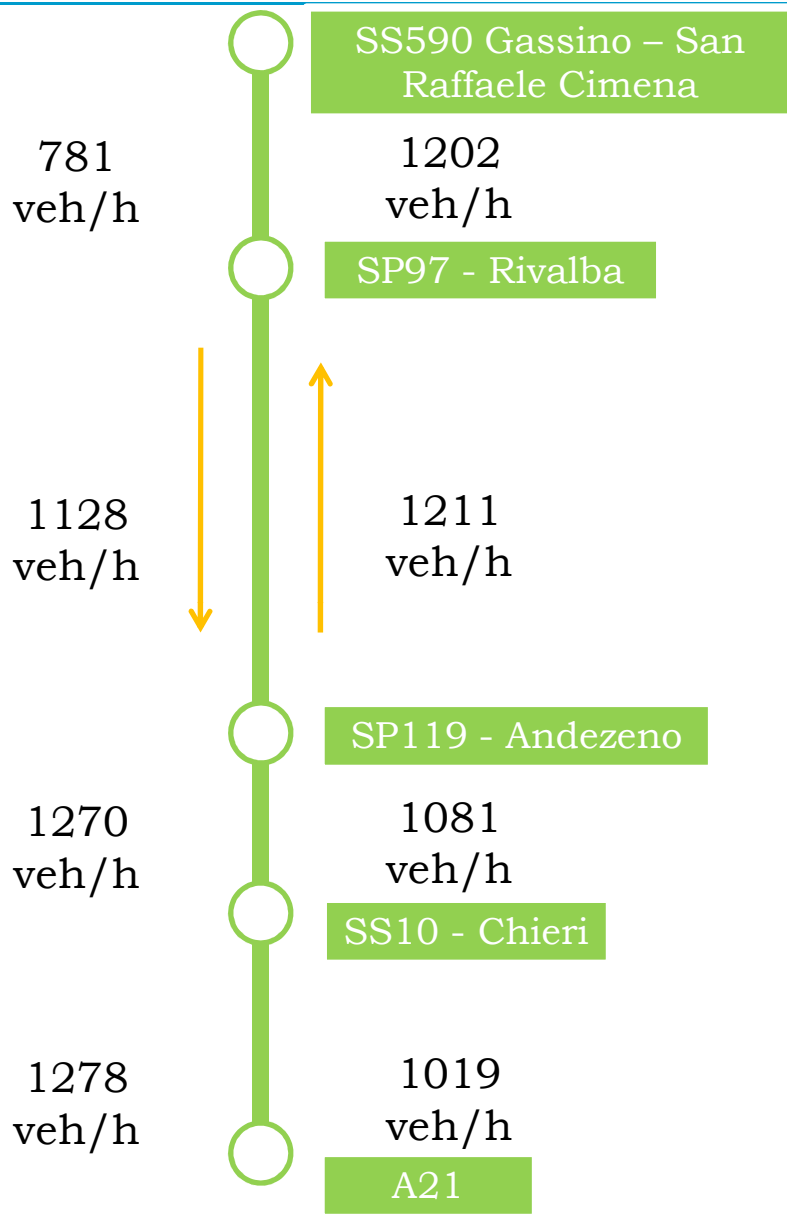 SS590 Gassino – San
Raffaele Cimena
781
veh/h
1202
veh/h
SP97 - Rivalba
1128
veh/h
1211
veh/h
SP119 - Andezeno
1270
veh/h
1081
veh/h
SS10 - Chieri
1278
veh/h
1019
veh/h
A21